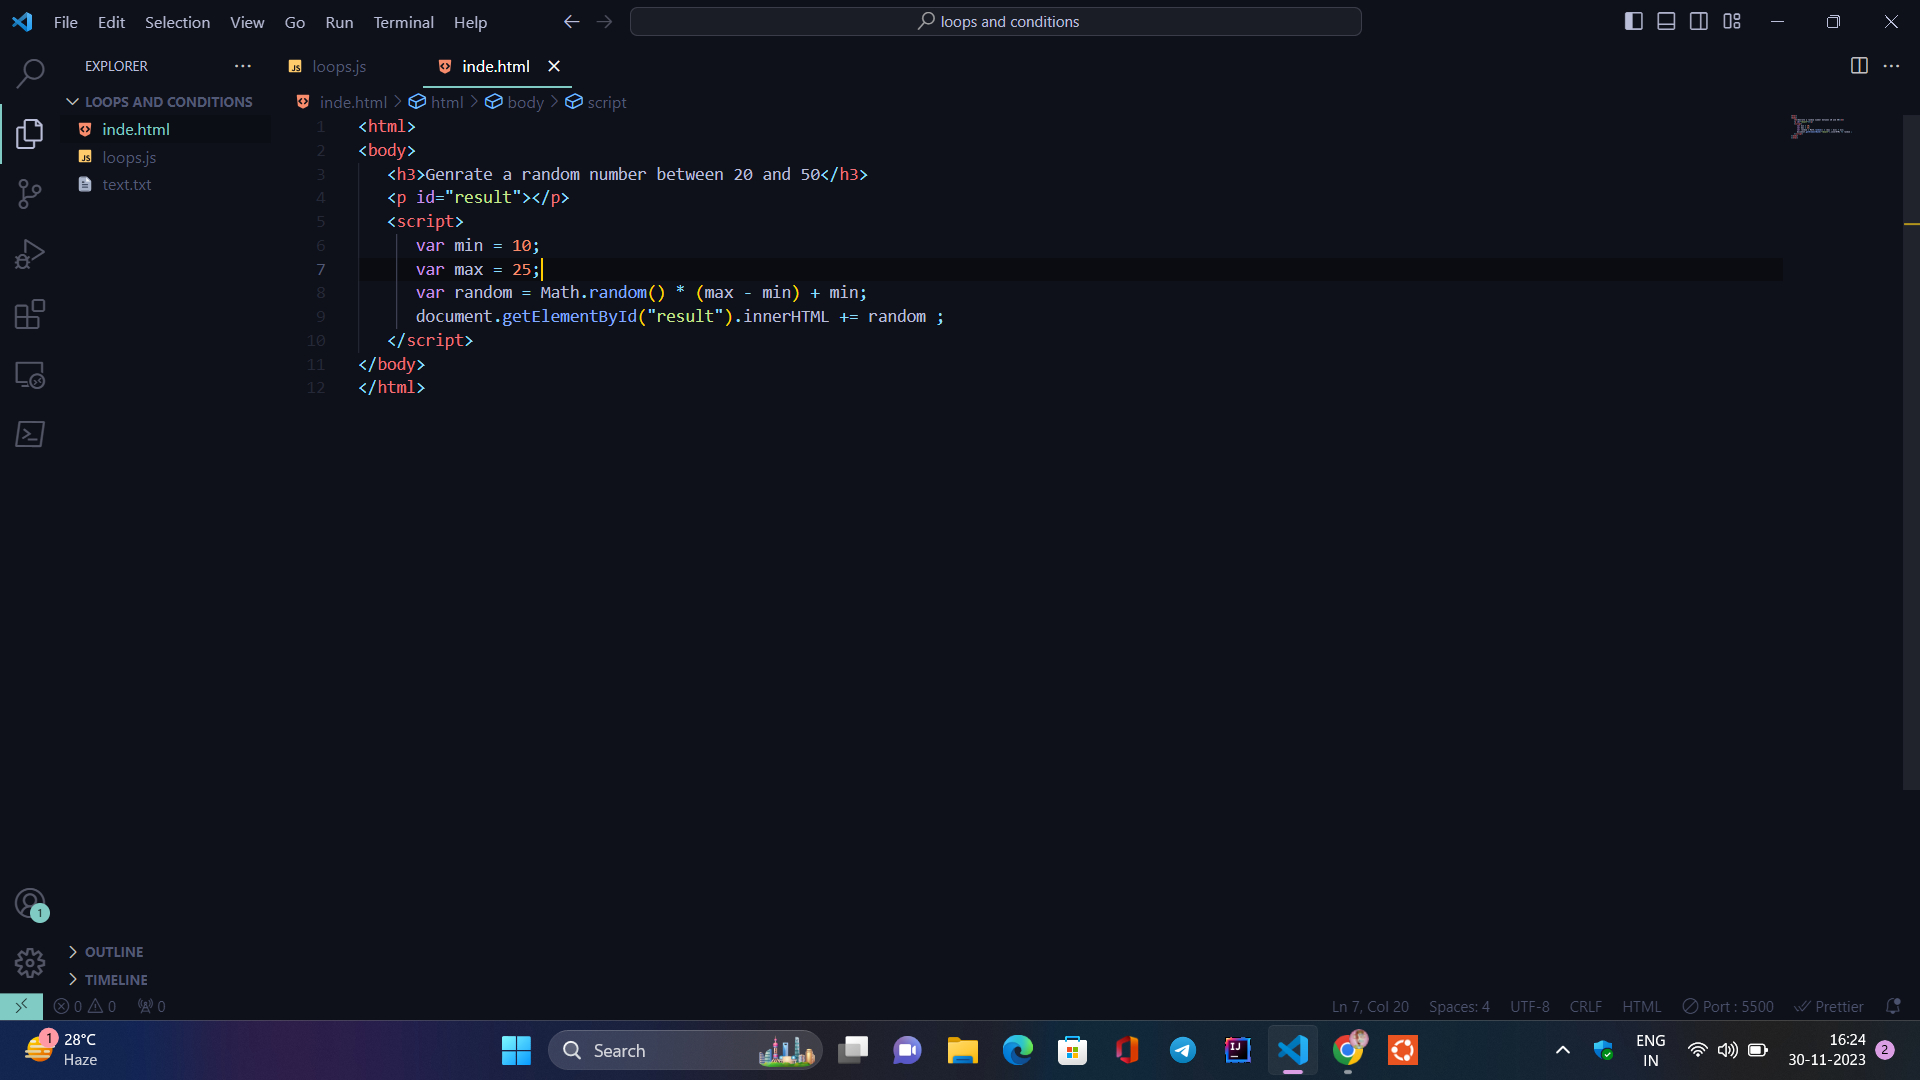 File Edit Selection View Go Run Terminal Help
loops and conditions
EXPLORER
LOOPS AND CONDITIONS
inde.html
loops.js
text.txt
OUTLINE
TIMELINE
loops.js
inde.html
inde.html > html > body > script
1 <html>
2 <body>
3 <h3>Genrate a random number between 20 and 50</h3>
4 <p id="result"></p>
5 <script>
6 var min = 10;
7 var max = 25;
8 var random = Math.random() * (max - min) + min;
9 document.getElementById("result").innerHTML += random ;
10 </script>
11 </body>
12 </html>
1
0 0 0
Ln 7, Col 20 Spaces: 4 UTF-8 CRLF HTML Port : 5500 Prettier
1
28°C
Haze
Search
ENG
IN
16:24
30-11-2023
2